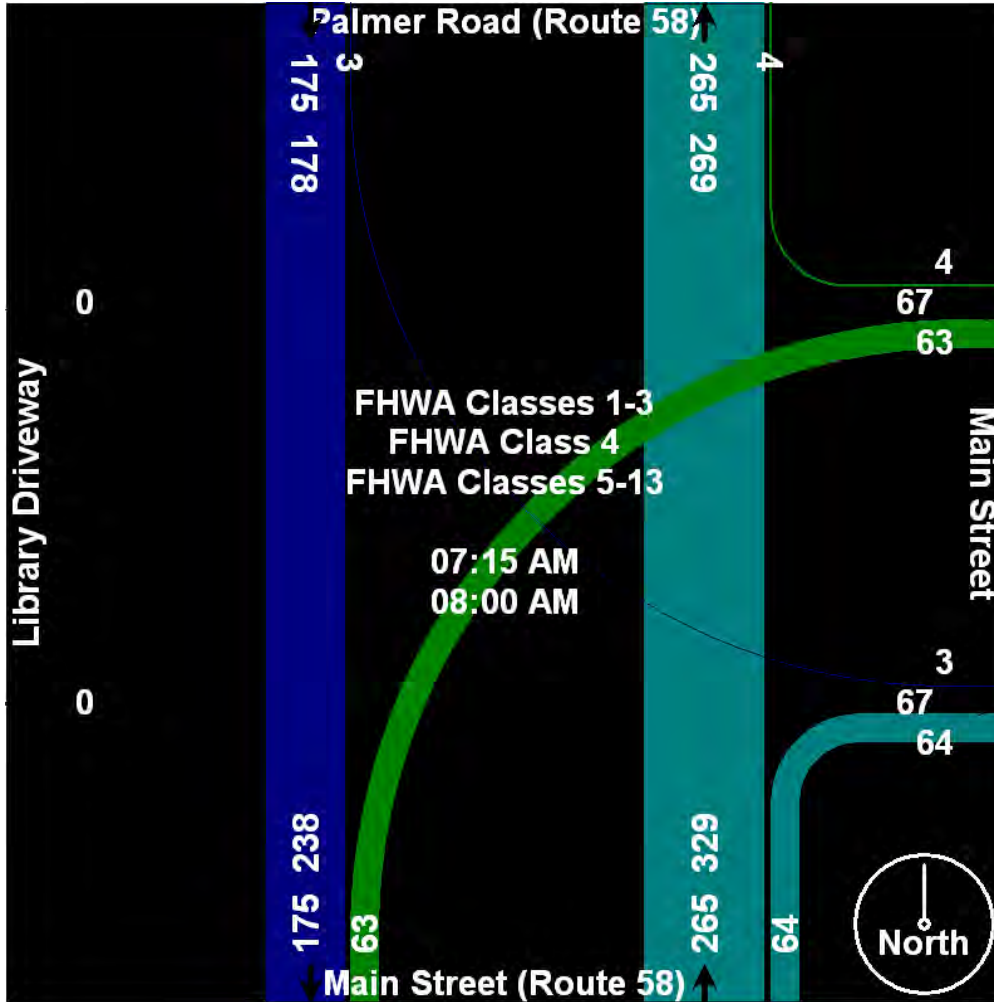 Palmer Road (Route 58)
175 178
3
265 269
4
4
67
63
0
Library Driveway
FHWA Classes 1-3
FHWA Class 4
FHWA Classes 5-13
Main Street
07:15 AM
08:00 AM
0
3
67
64
175 238
63
265 329
64
North
Main Street (Route 58)